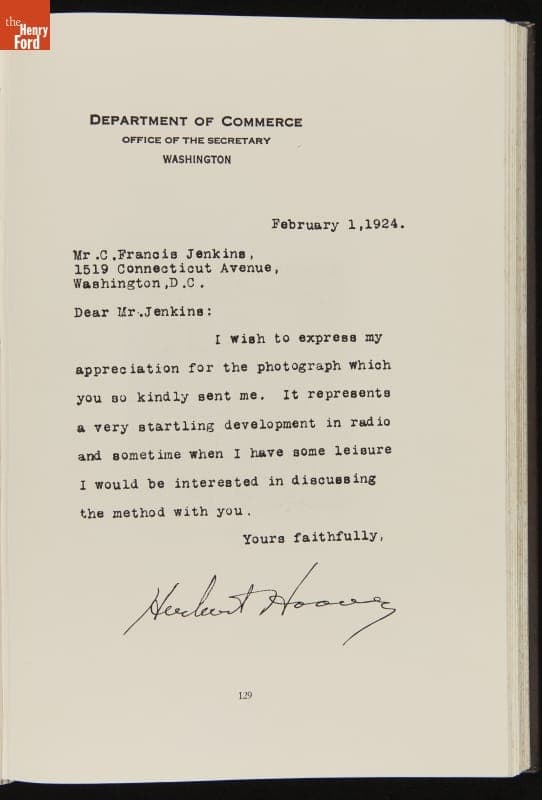 the
Henry
Ford
DEPARTMENT OF COMMERCE
OFFICE OF THE SECRETARY
WASHINGTON
February 1,1924.
Mr.C.Francis Jenkins,
1519 Connecticut Avenue,
Washington,D.C.
Dear Mr.Jenkins:
I wish to express my
appreciation for the photograph which
you so kindly sent me. It represents
a very startling development in radio
and sometime when I have some leisure
I would be interested in discussing
the method with you.
Yours faithfully,
Herbert Hoover
129